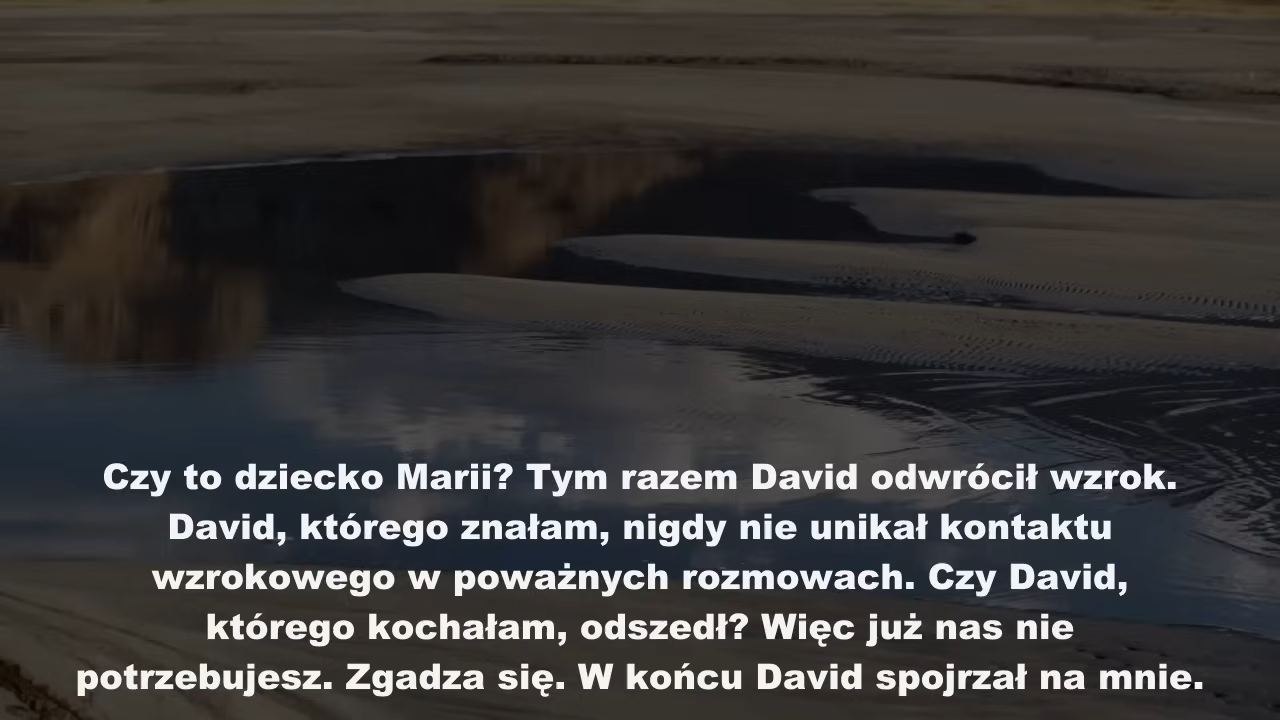 Czy to dziecko Marii? Tym razem David odwrócił wzrok.
David, którego znałam, nigdy nie unikał kontaktu
wzrokowego w poważnych rozmowach. Czy David,
którego kochałam, odszedł? Więc już nas nie
potrzebujesz. Zgadza się. W końcu David spojrzał na mnie.